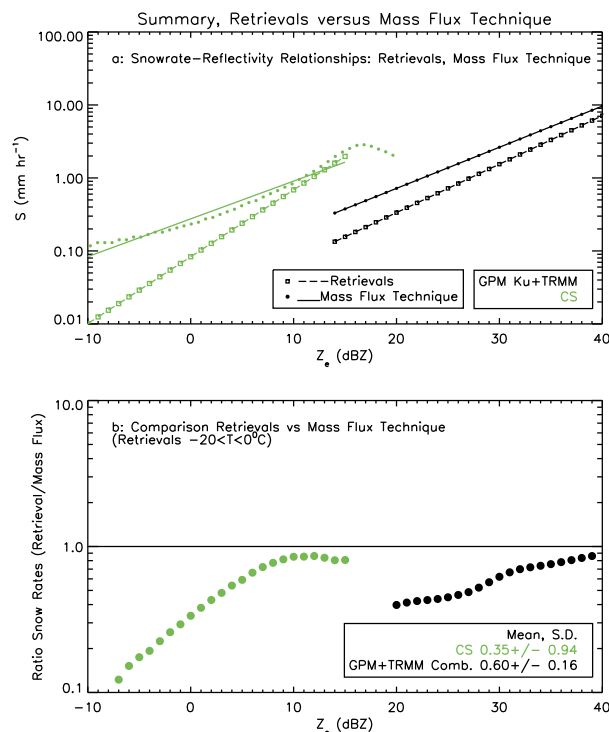 Summary, Retrievals versus Mass Flux Technique
a: Snowrate-Reflectivity Relationships: Retrievals, Mass Flux Technique
S (mm hr⁻¹)
100.00
10.00
1.00
0.10
0.01
Retrievals
Mass Flux Technique
GPM Ku+TRMM
CS
-10 0 10 20 30 40
Z_e (dBZ)
b: Comparison Retrievals vs Mass Flux Technique
(Retrievals -20<T<0°C)
Ratio Snow Rates (Retrieval/Mass Flux)
10.0
1.0
0.1
Mean, S.D.
CS 0.35+/- 0.94
GPM+TRMM Comb. 0.60+/- 0.16
-10 0 10 20 30 40
Z_e (dBZ)